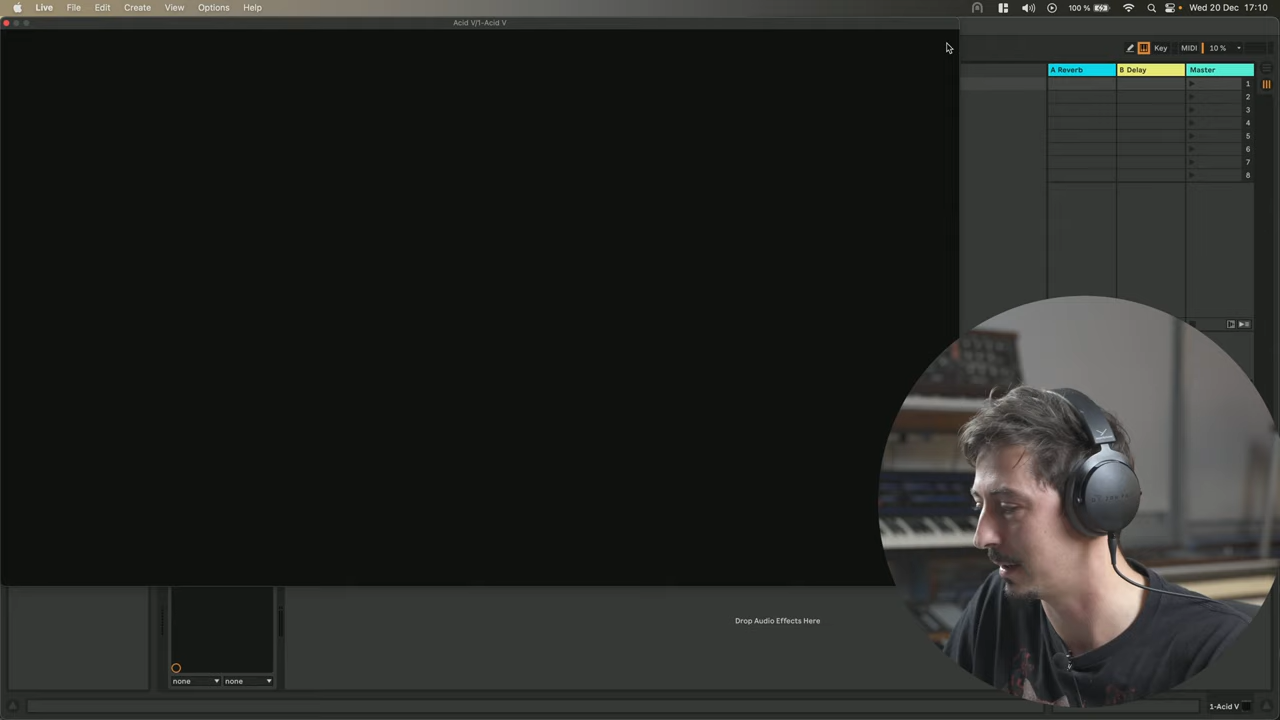 Live File Edit Create View Options Help 100 % Wed 20 Dec 17:10
Acid V/1-Acid V
Key MIDI 10 %
A Reverb B Delay Master
1
2
3
4
5
6
7
8
Drop Audio Effects Here
none none
1-Acid V